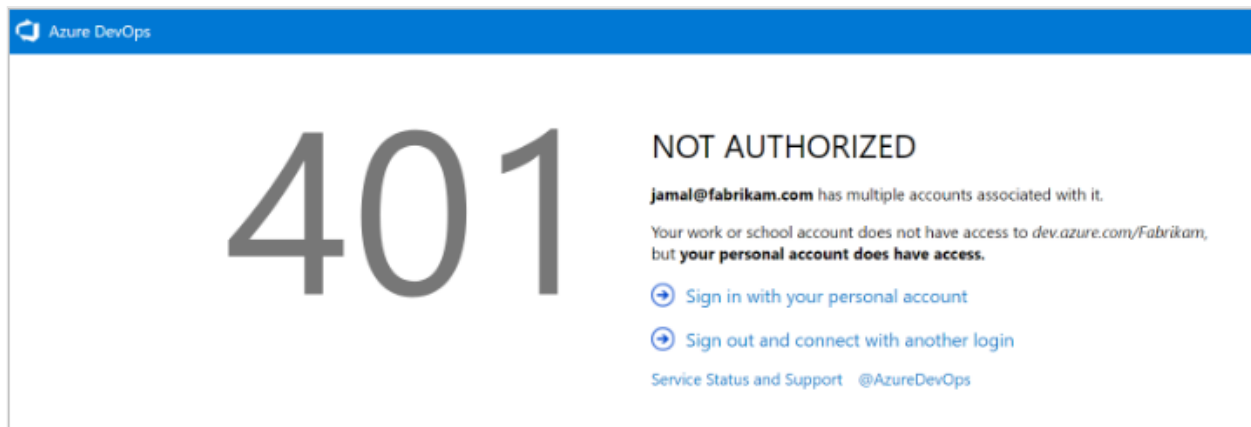 Azure DevOps
401
NOT AUTHORIZED
jamal@fabrikam.com has multiple accounts associated with it.
Your work or school account does not have access to dev.azure.com/Fabrikam,
but your personal account does have access.
Sign in with your personal account
Sign out and connect with another login
Service Status and Support @AzureDevOps